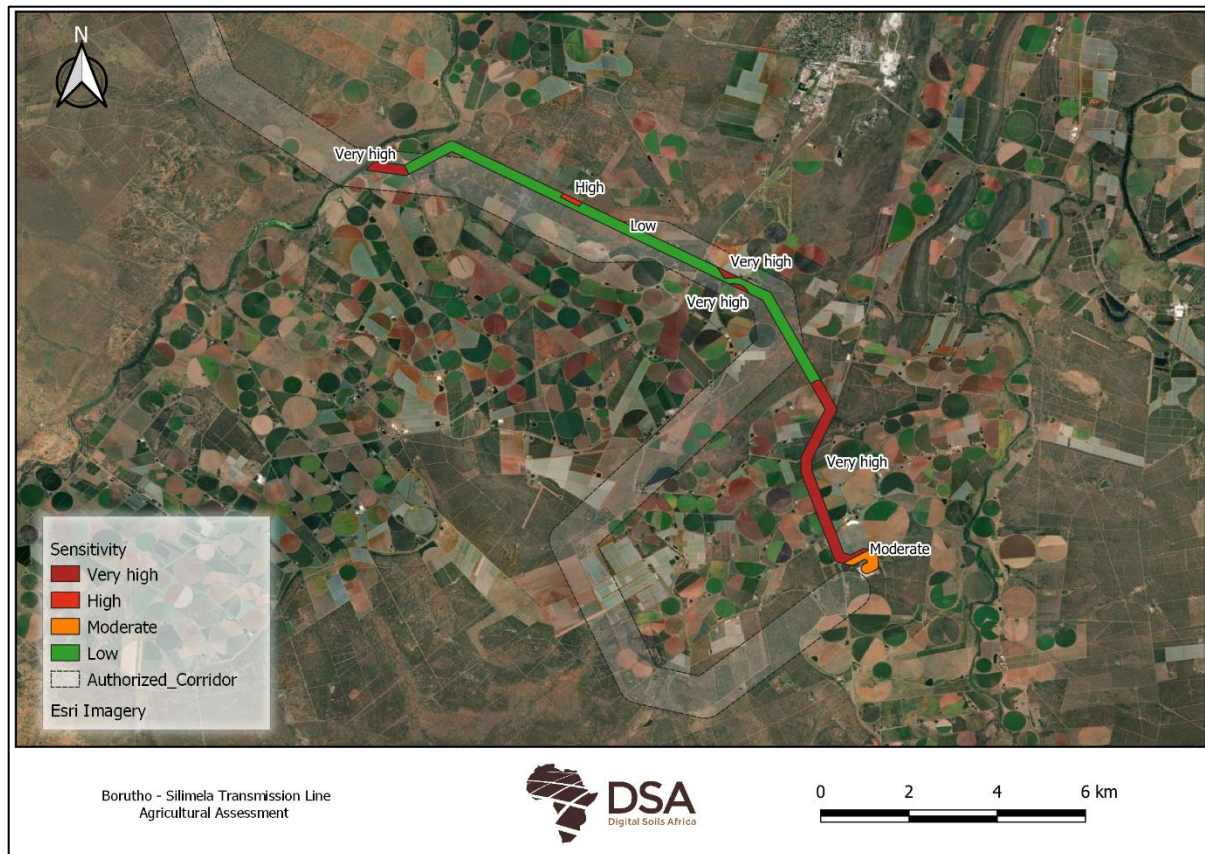 N
Very high
High
Low
Very high
Very high
Very high
Moderate
Sensitivity
Very high
High
Moderate
Low
Authorized_Corridor
Esri Imagery
Borutho - Silimela Transmission Line
Agricultural Assessment
DSA
Digital Soils Africa
0 2 4 6 km